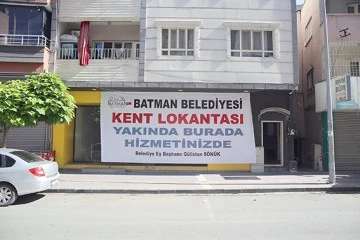 BATMAN BELEDİYESİ
KENT LOKANTASI
YAKINDA BURADA
HİZMETİNİZDE
Belediye Eş Başkanı: Gülistan SÖNÜK